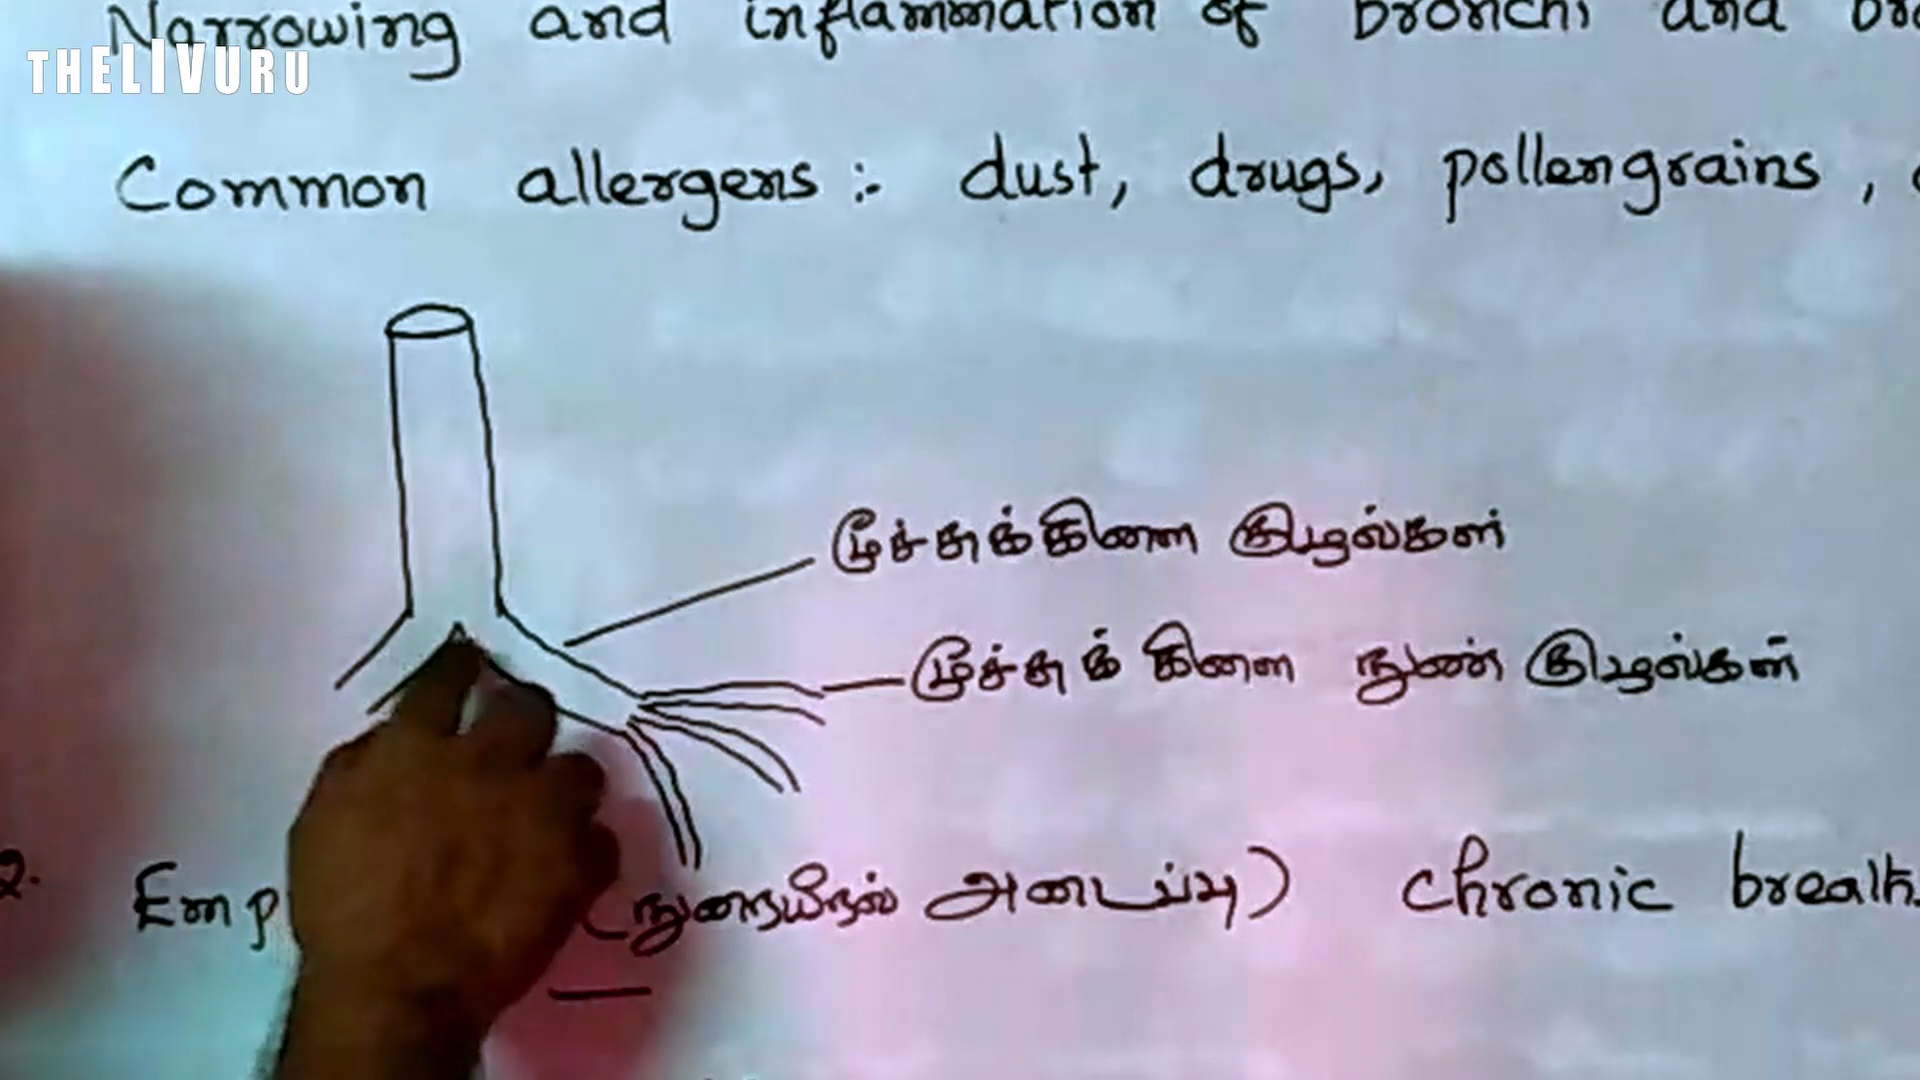 Narrowing and inflammation of bronchi and
THELIVURU
Common allergens :- dust, drugs, pollengrains ,
மூச்சுக்கிளை குழல்கள்
மூச்சுக் கிளை நுண் குழல்கள்
2. (நுரையீரல் அடைப்பு) chronic